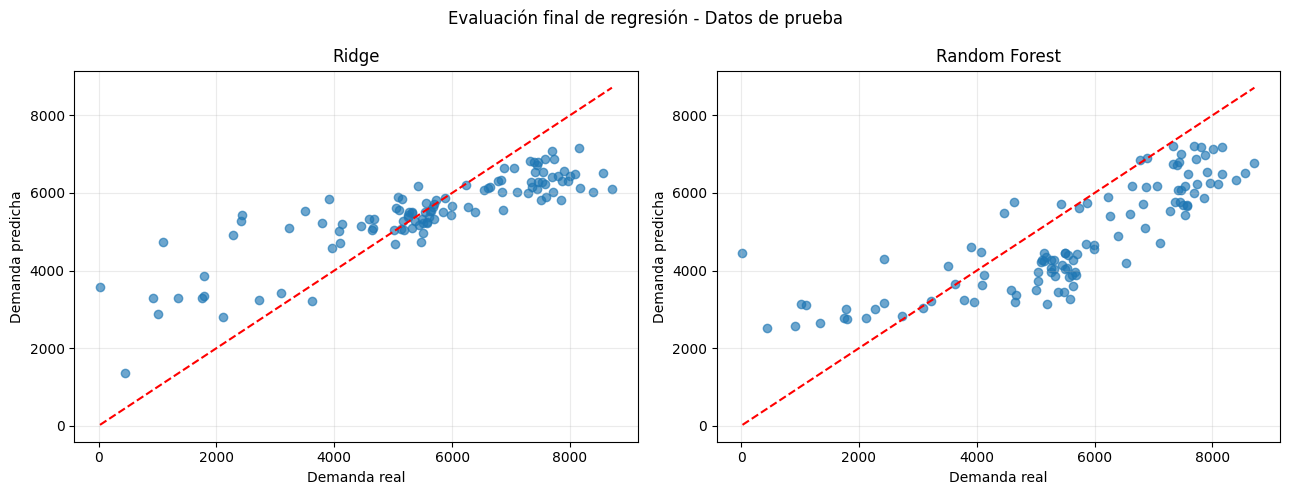 Evaluación final de regresión - Datos de prueba
Ridge
Demanda predicha
8000
6000
4000
2000
0
0 2000 4000 6000 8000
Demanda real
Random Forest
Demanda predicha
8000
6000
4000
2000
0
0 2000 4000 6000 8000
Demanda real